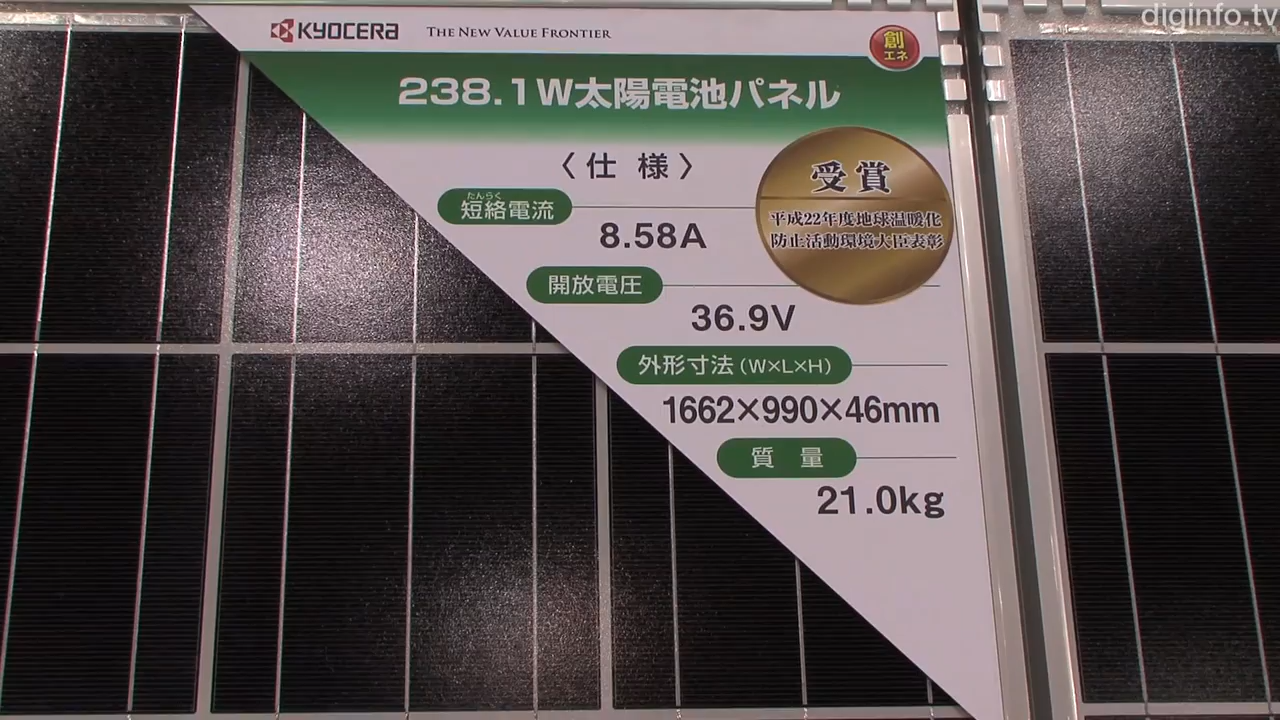 diginfo.tv
KYOCERA THE NEW VALUE FRONTIER
創エネ
238.1W太陽電池パネル
〈仕様〉
受賞
平成22年度地球温暖化
防止活動環境大臣表彰
たんらく
短絡電流
8.58A
開放電圧
36.9V
外形寸法(W×L×H)
1662×990×46mm
質量
21.0kg